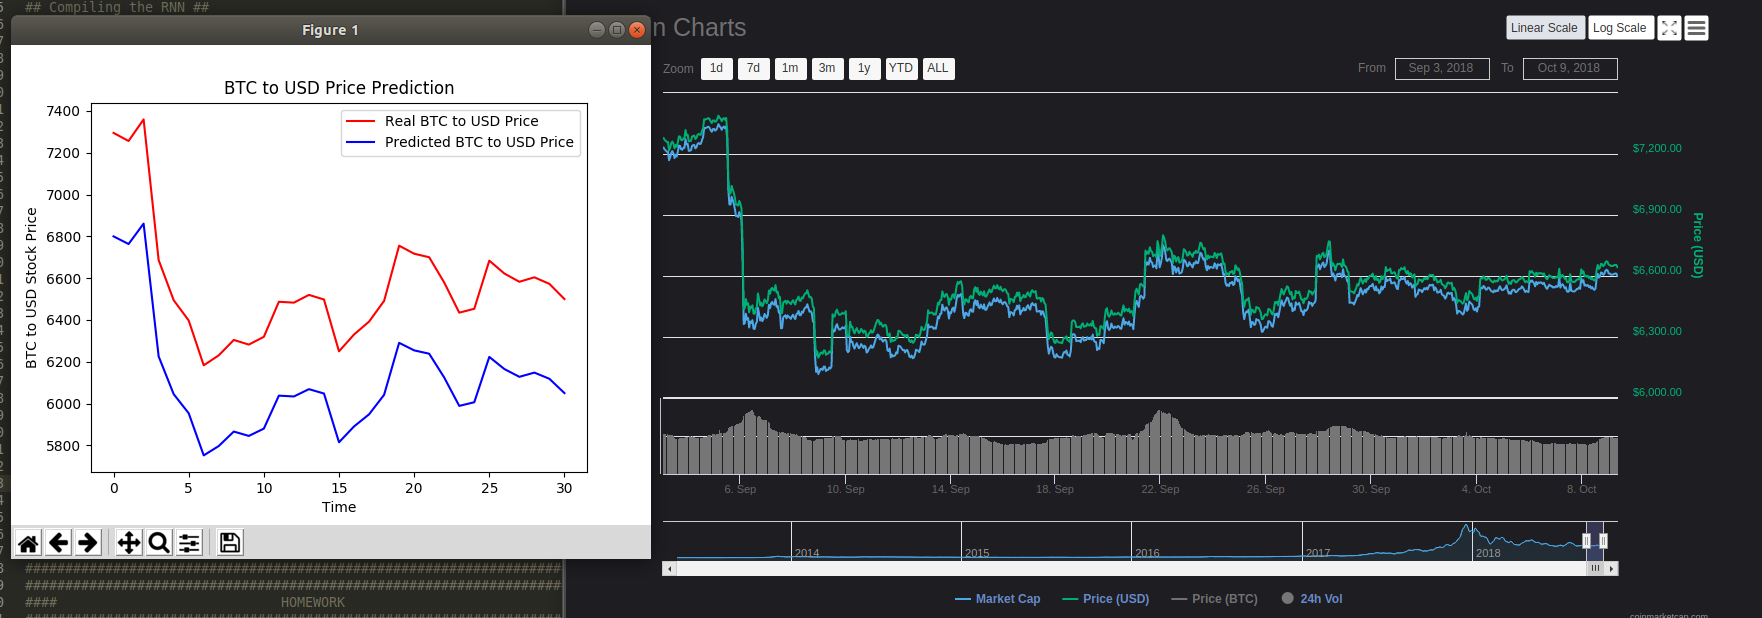 ## Compiling the RNN ##
Figure 1
BTC to USD Price Prediction
7400
7200
7000
6800
6600
6400
6200
6000
5800
BTC to USD Stock Price
Real BTC to USD Price
Predicted BTC to USD Price
0 5 10 15 20 25 30
Time
####################################################################
####################################################################
#### HOMEWORK
n Charts
Linear Scale Log Scale
Zoom 1d 7d 1m 3m 1y YTD ALL
From Sep 3, 2018 To Oct 9, 2018
$7,200.00
$6,900.00
$6,600.00
$6,300.00
$6,000.00
Price (USD)
6. Sep 10. Sep 14. Sep 18. Sep 22. Sep 26. Sep 30. Sep 4. Oct 8. Oct
2014 2015 2016 2017 2018
Market Cap Price (USD) Price (BTC) 24h Vol
coinmarketcap.com